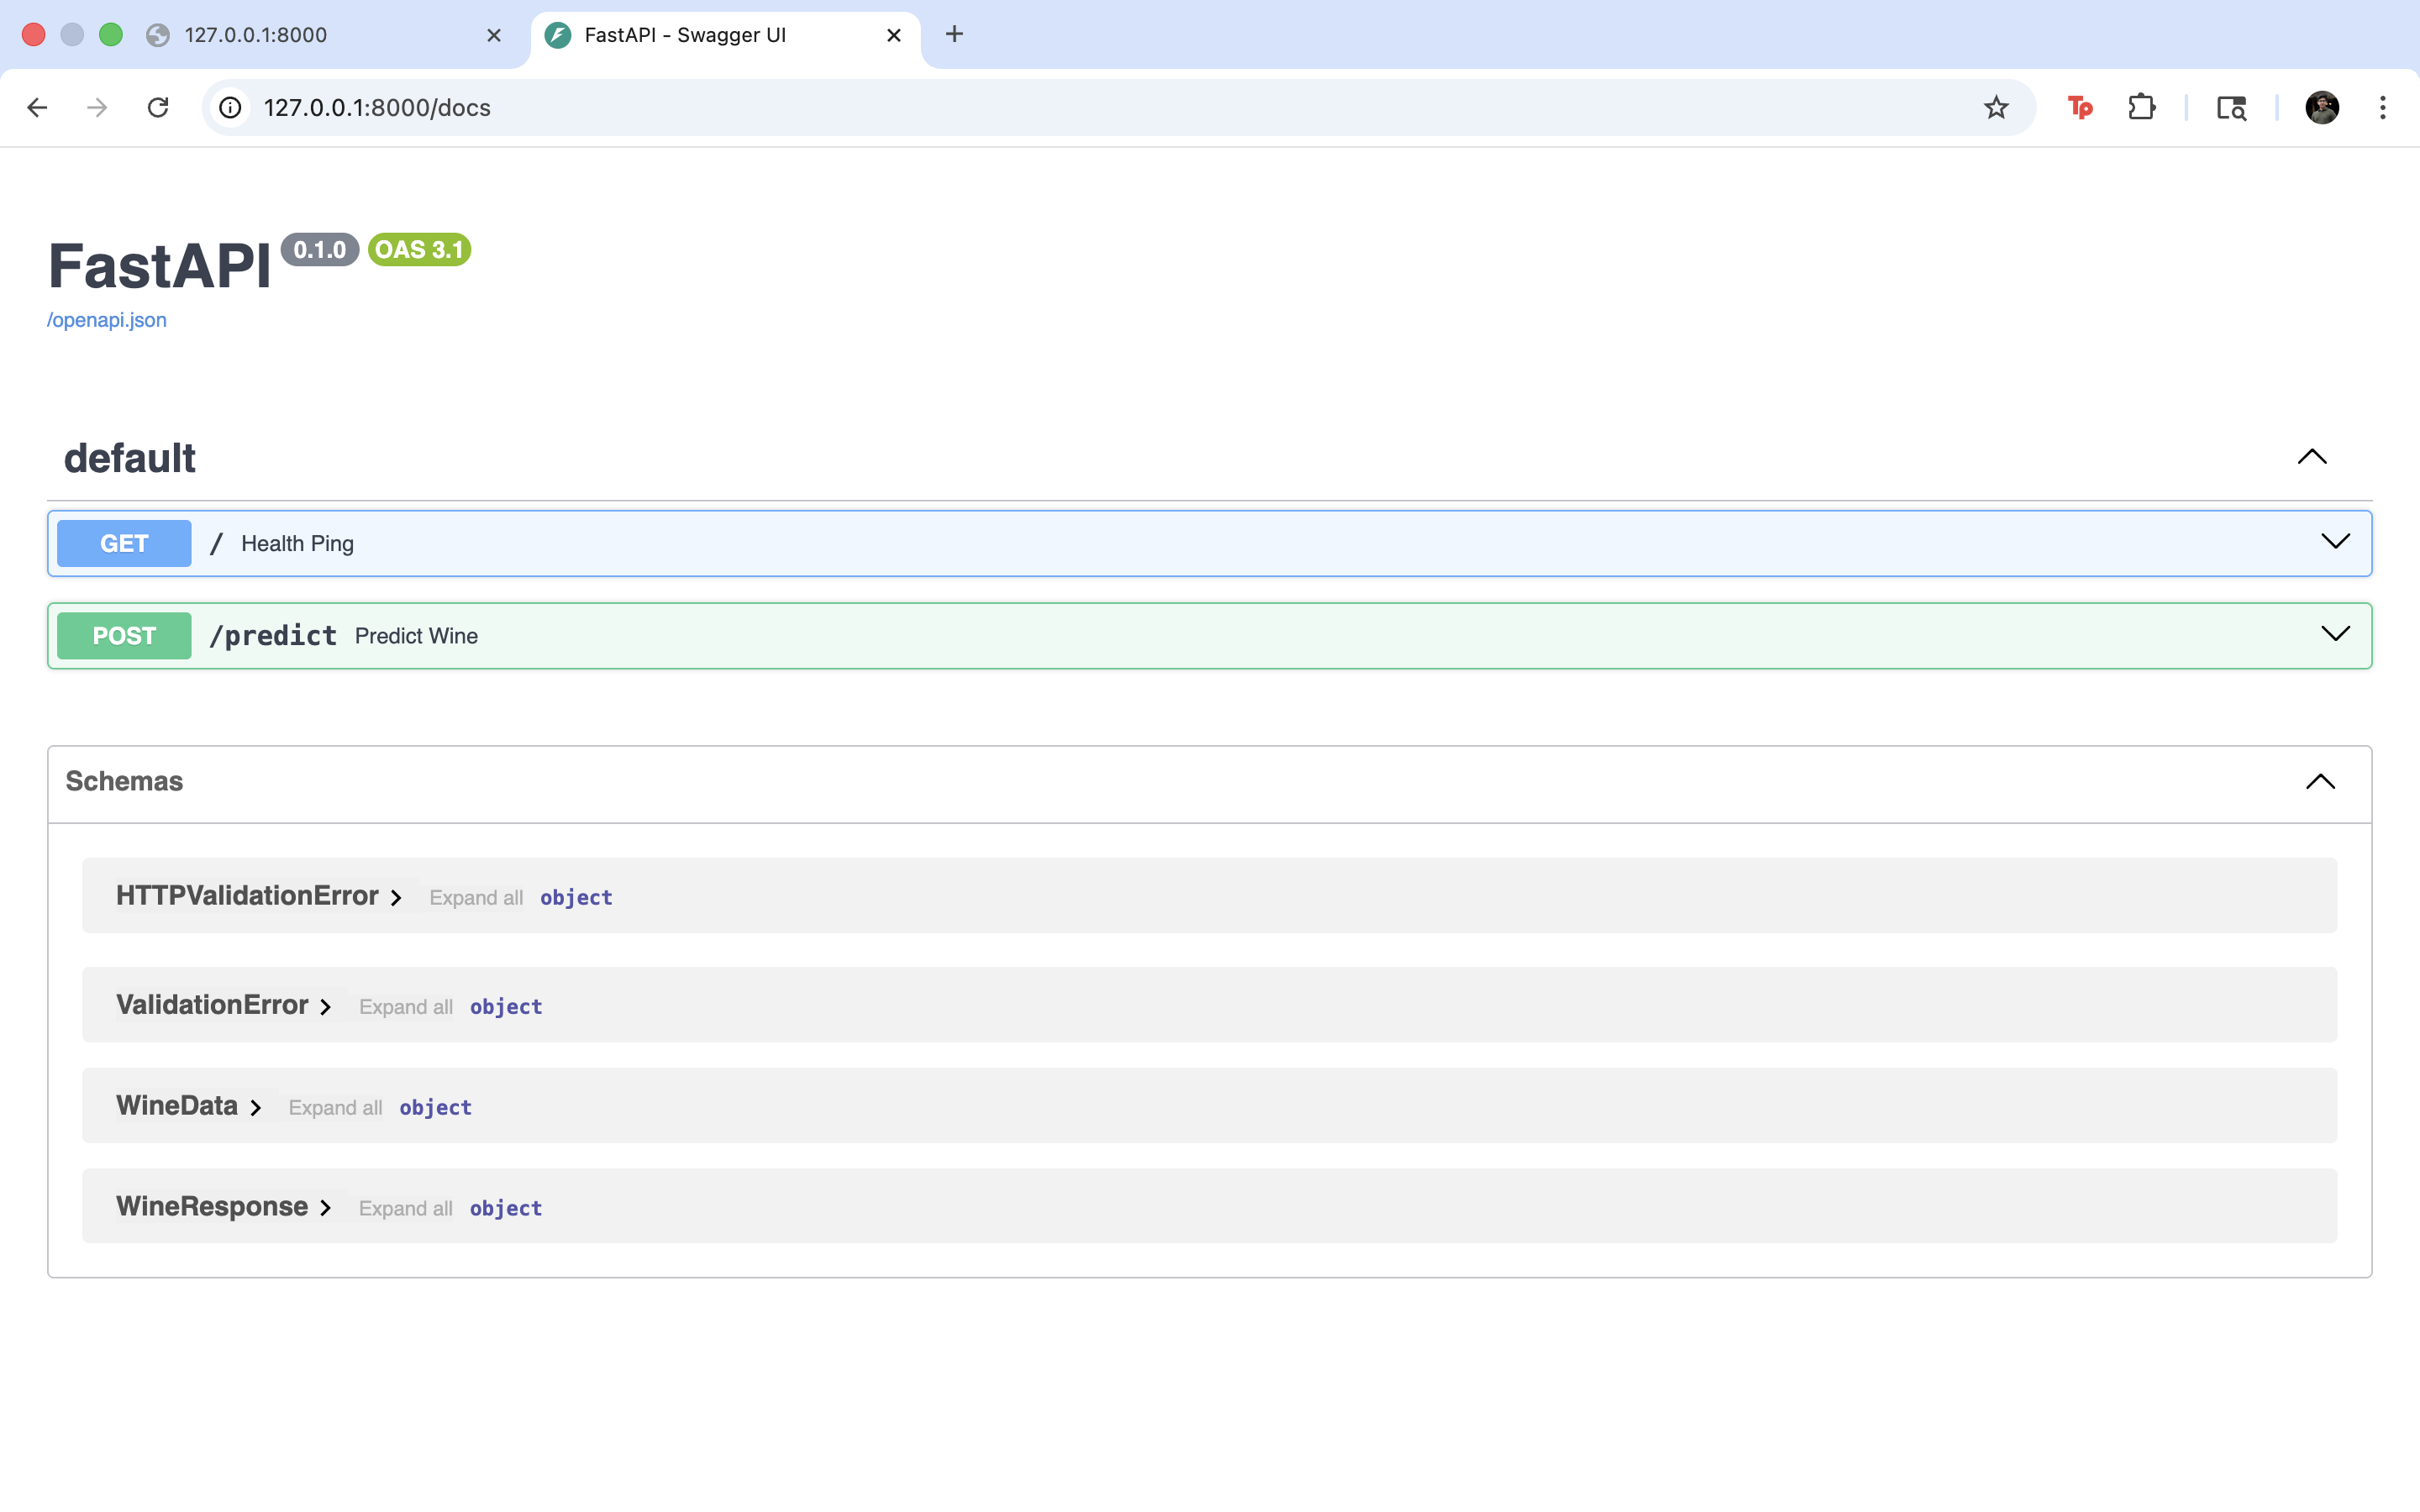 127.0.0.1:8000
FastAPI - Swagger UI
127.0.0.1:8000/docs
Tp
FastAPI 0.1.0 OAS 3.1
/openapi.json
default
GET / Health Ping
POST /predict Predict Wine
Schemas
HTTPValidationError Expand all object
ValidationError Expand all object
WineData Expand all object
WineResponse Expand all object